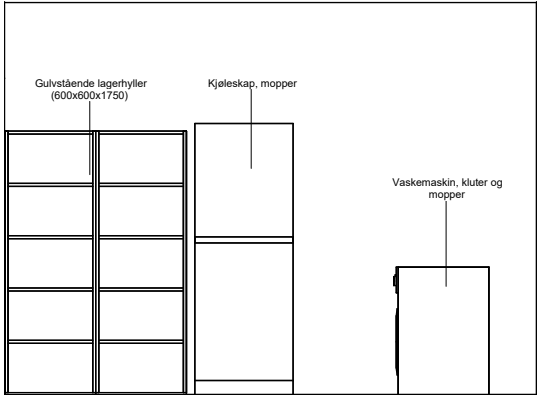 Gulvstående lagerhyller
(600x600x1750)
Kjøleskap, mopper
Vaskemaskin, kluter og
mopper